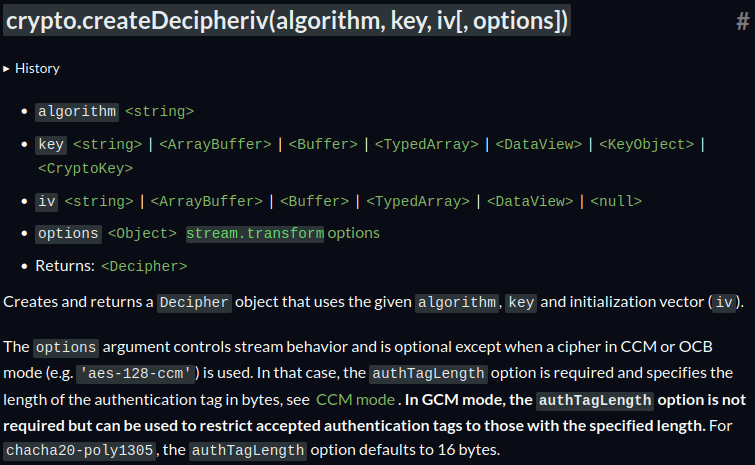 crypto.createDecipheriv(algorithm, key, iv[, options]) #
▸ History
• algorithm <string>
• key <string> | <ArrayBuffer> | <Buffer> | <TypedArray> | <DataView> | <KeyObject> |
<CryptoKey>
• iv <string> | <ArrayBuffer> | <Buffer> | <TypedArray> | <DataView> | <null>
• options <Object> stream.transform options
• Returns: <Decipher>
Creates and returns a Decipher object that uses the given algorithm, key and initialization vector (iv).
The options argument controls stream behavior and is optional except when a cipher in CCM or OCB
mode (e.g. 'aes-128-ccm') is used. In that case, the authTagLength option is required and specifies the
length of the authentication tag in bytes, see CCM mode. In GCM mode, the authTagLength option is not
required but can be used to restrict accepted authentication tags to those with the specified length. For
chacha20-poly1305, the authTagLength option defaults to 16 bytes.